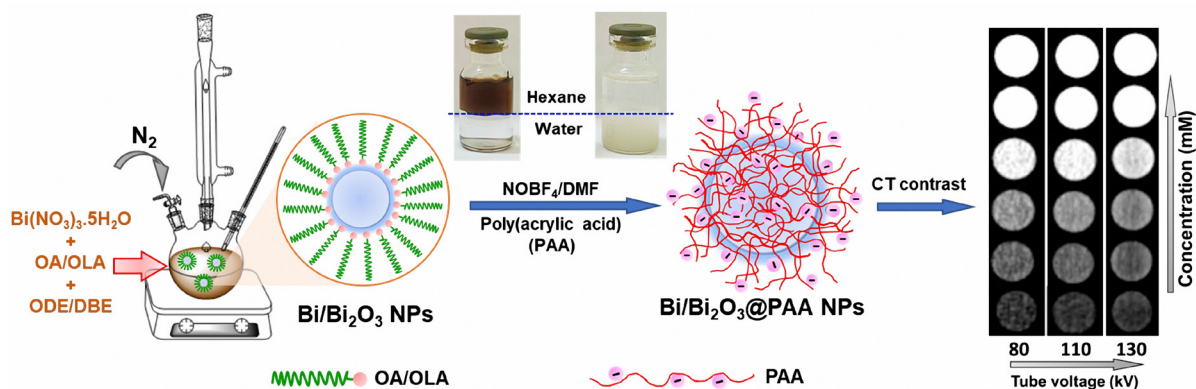 N₂
Bi(NO₃)₃.5H₂O
+
OA/OLA
+
ODE/DBE
Bi/Bi₂O₃ NPs
Hexane
Water
NOBF₄/DMF
Poly(acrylic acid)
(PAA)
Bi/Bi₂O₃@PAA NPs
CT contrast
Concentration (mM)
80 110 130
Tube voltage (kV)
OA/OLA
PAA